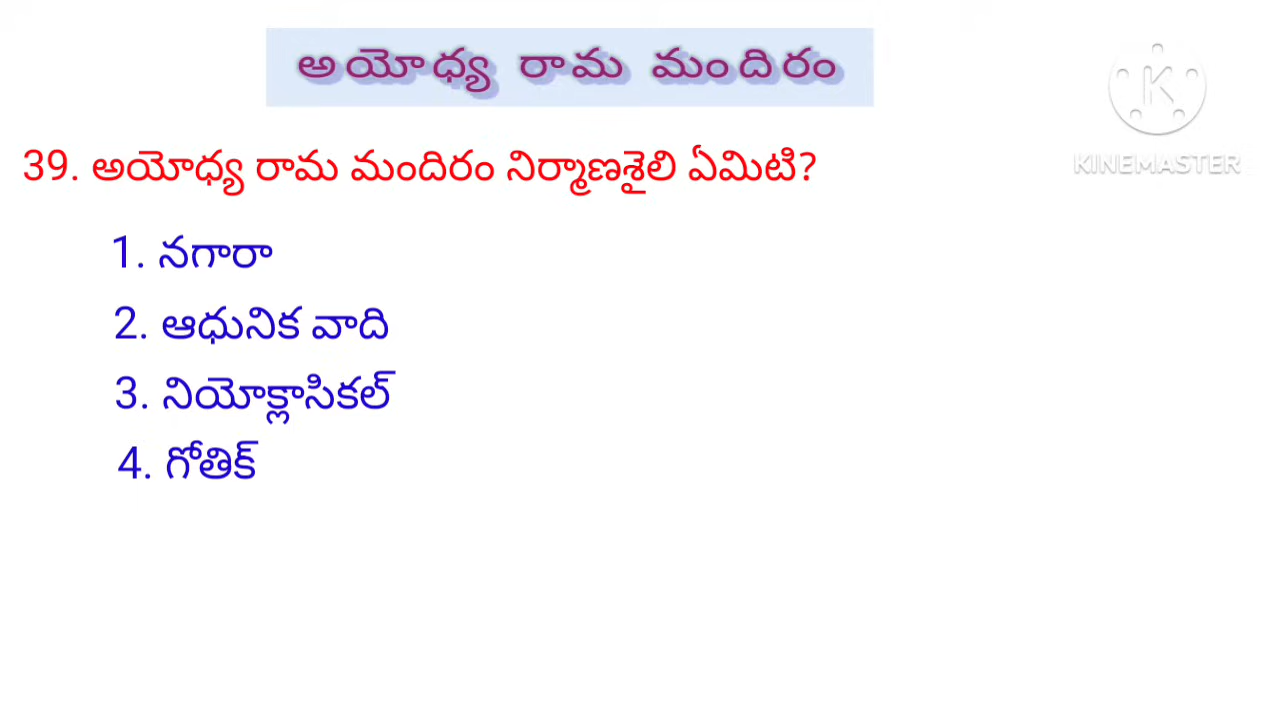 అయోధ్య రామ మందిరం
KINEMASTER
39. అయోధ్య రామ మందిరం నిర్మాణశైలి ఏమిటి?
1. నగారా
2. ఆధునిక వాది
3. నియోక్లాసికల్
4. గోతిక్